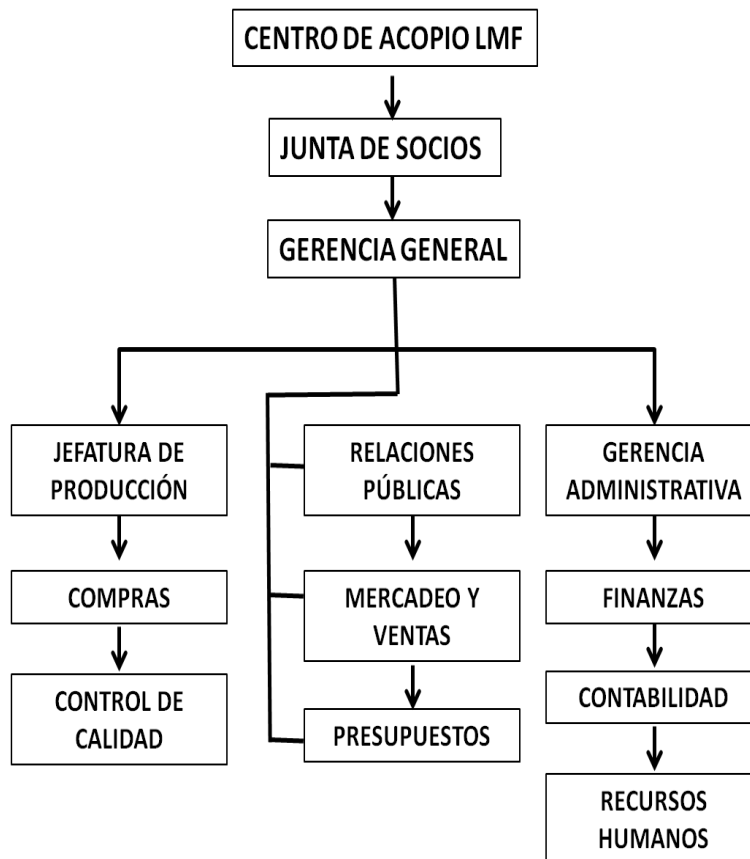 CENTRO DE ACOPIO LMF
JUNTA DE SOCIOS
GERENCIA GENERAL
JEFATURA DE
PRODUCCIÓN
COMPRAS
CONTROL DE
CALIDAD
RELACIONES
PÚBLICAS
MERCADEO Y
VENTAS
PRESUPUESTOS
GERENCIA
ADMINISTRATIVA
FINANZAS
CONTABILIDAD
RECURSOS
HUMANOS